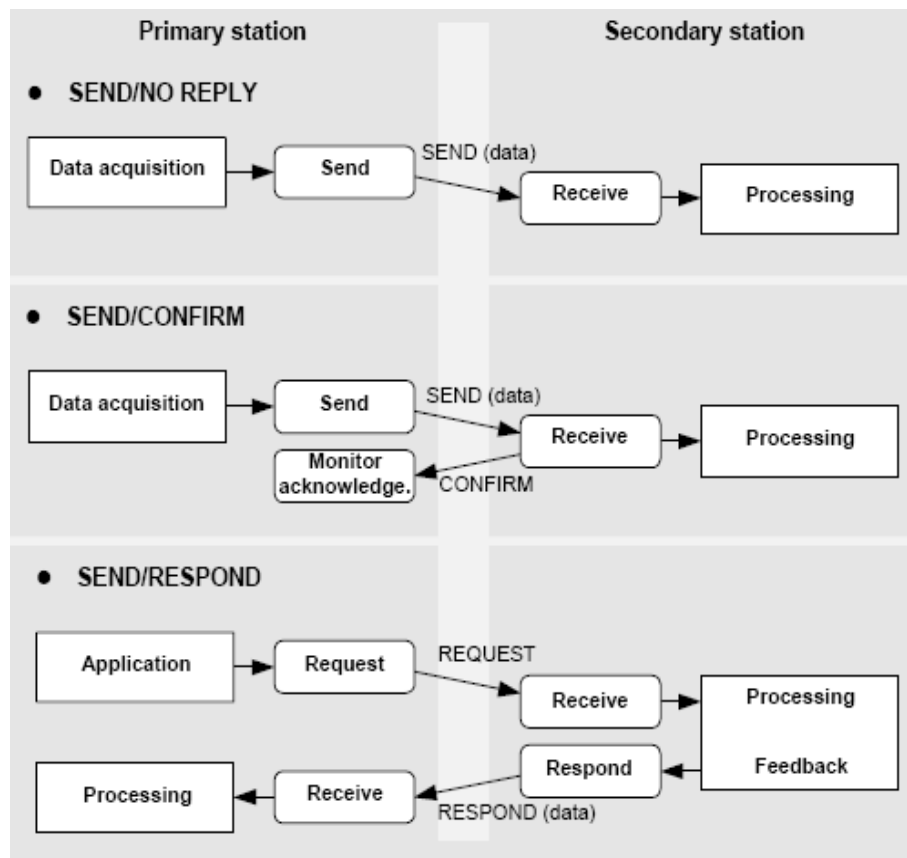 Primary station
Secondary station
● SEND/NO REPLY
Data acquisition
Send
SEND (data)
Receive
Processing
● SEND/CONFIRM
Data acquisition
Send
SEND (data)
Receive
Processing
Monitor
acknowledge.
CONFIRM
● SEND/RESPOND
Application
Request
REQUEST
Receive
Processing
Feedback
Respond
RESPOND (data)
Receive
Processing